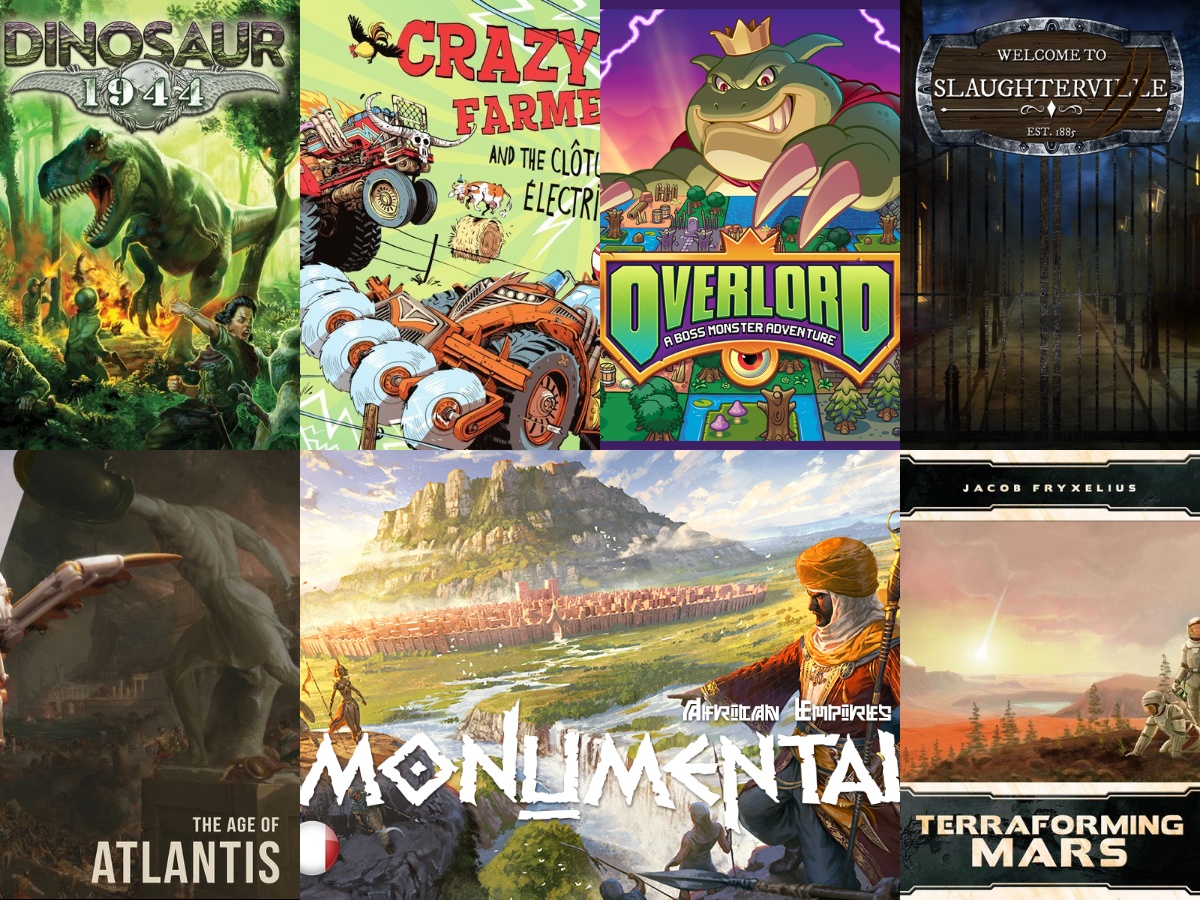 DINOSAUR
1944
CRAZY
FARME
AND THE CLÔTU
ÉLECTRI
OVERLORD
A BOSS MONSTER ADVENTURE
WELCOME TO
SLAUGHTERVILLE
EST. 1885
THE AGE OF
ATLANTIS
AFRICAN EMPIRES
MONUMENTAL
JACOB FRYXELIUS
TERRAFORMING
MARS